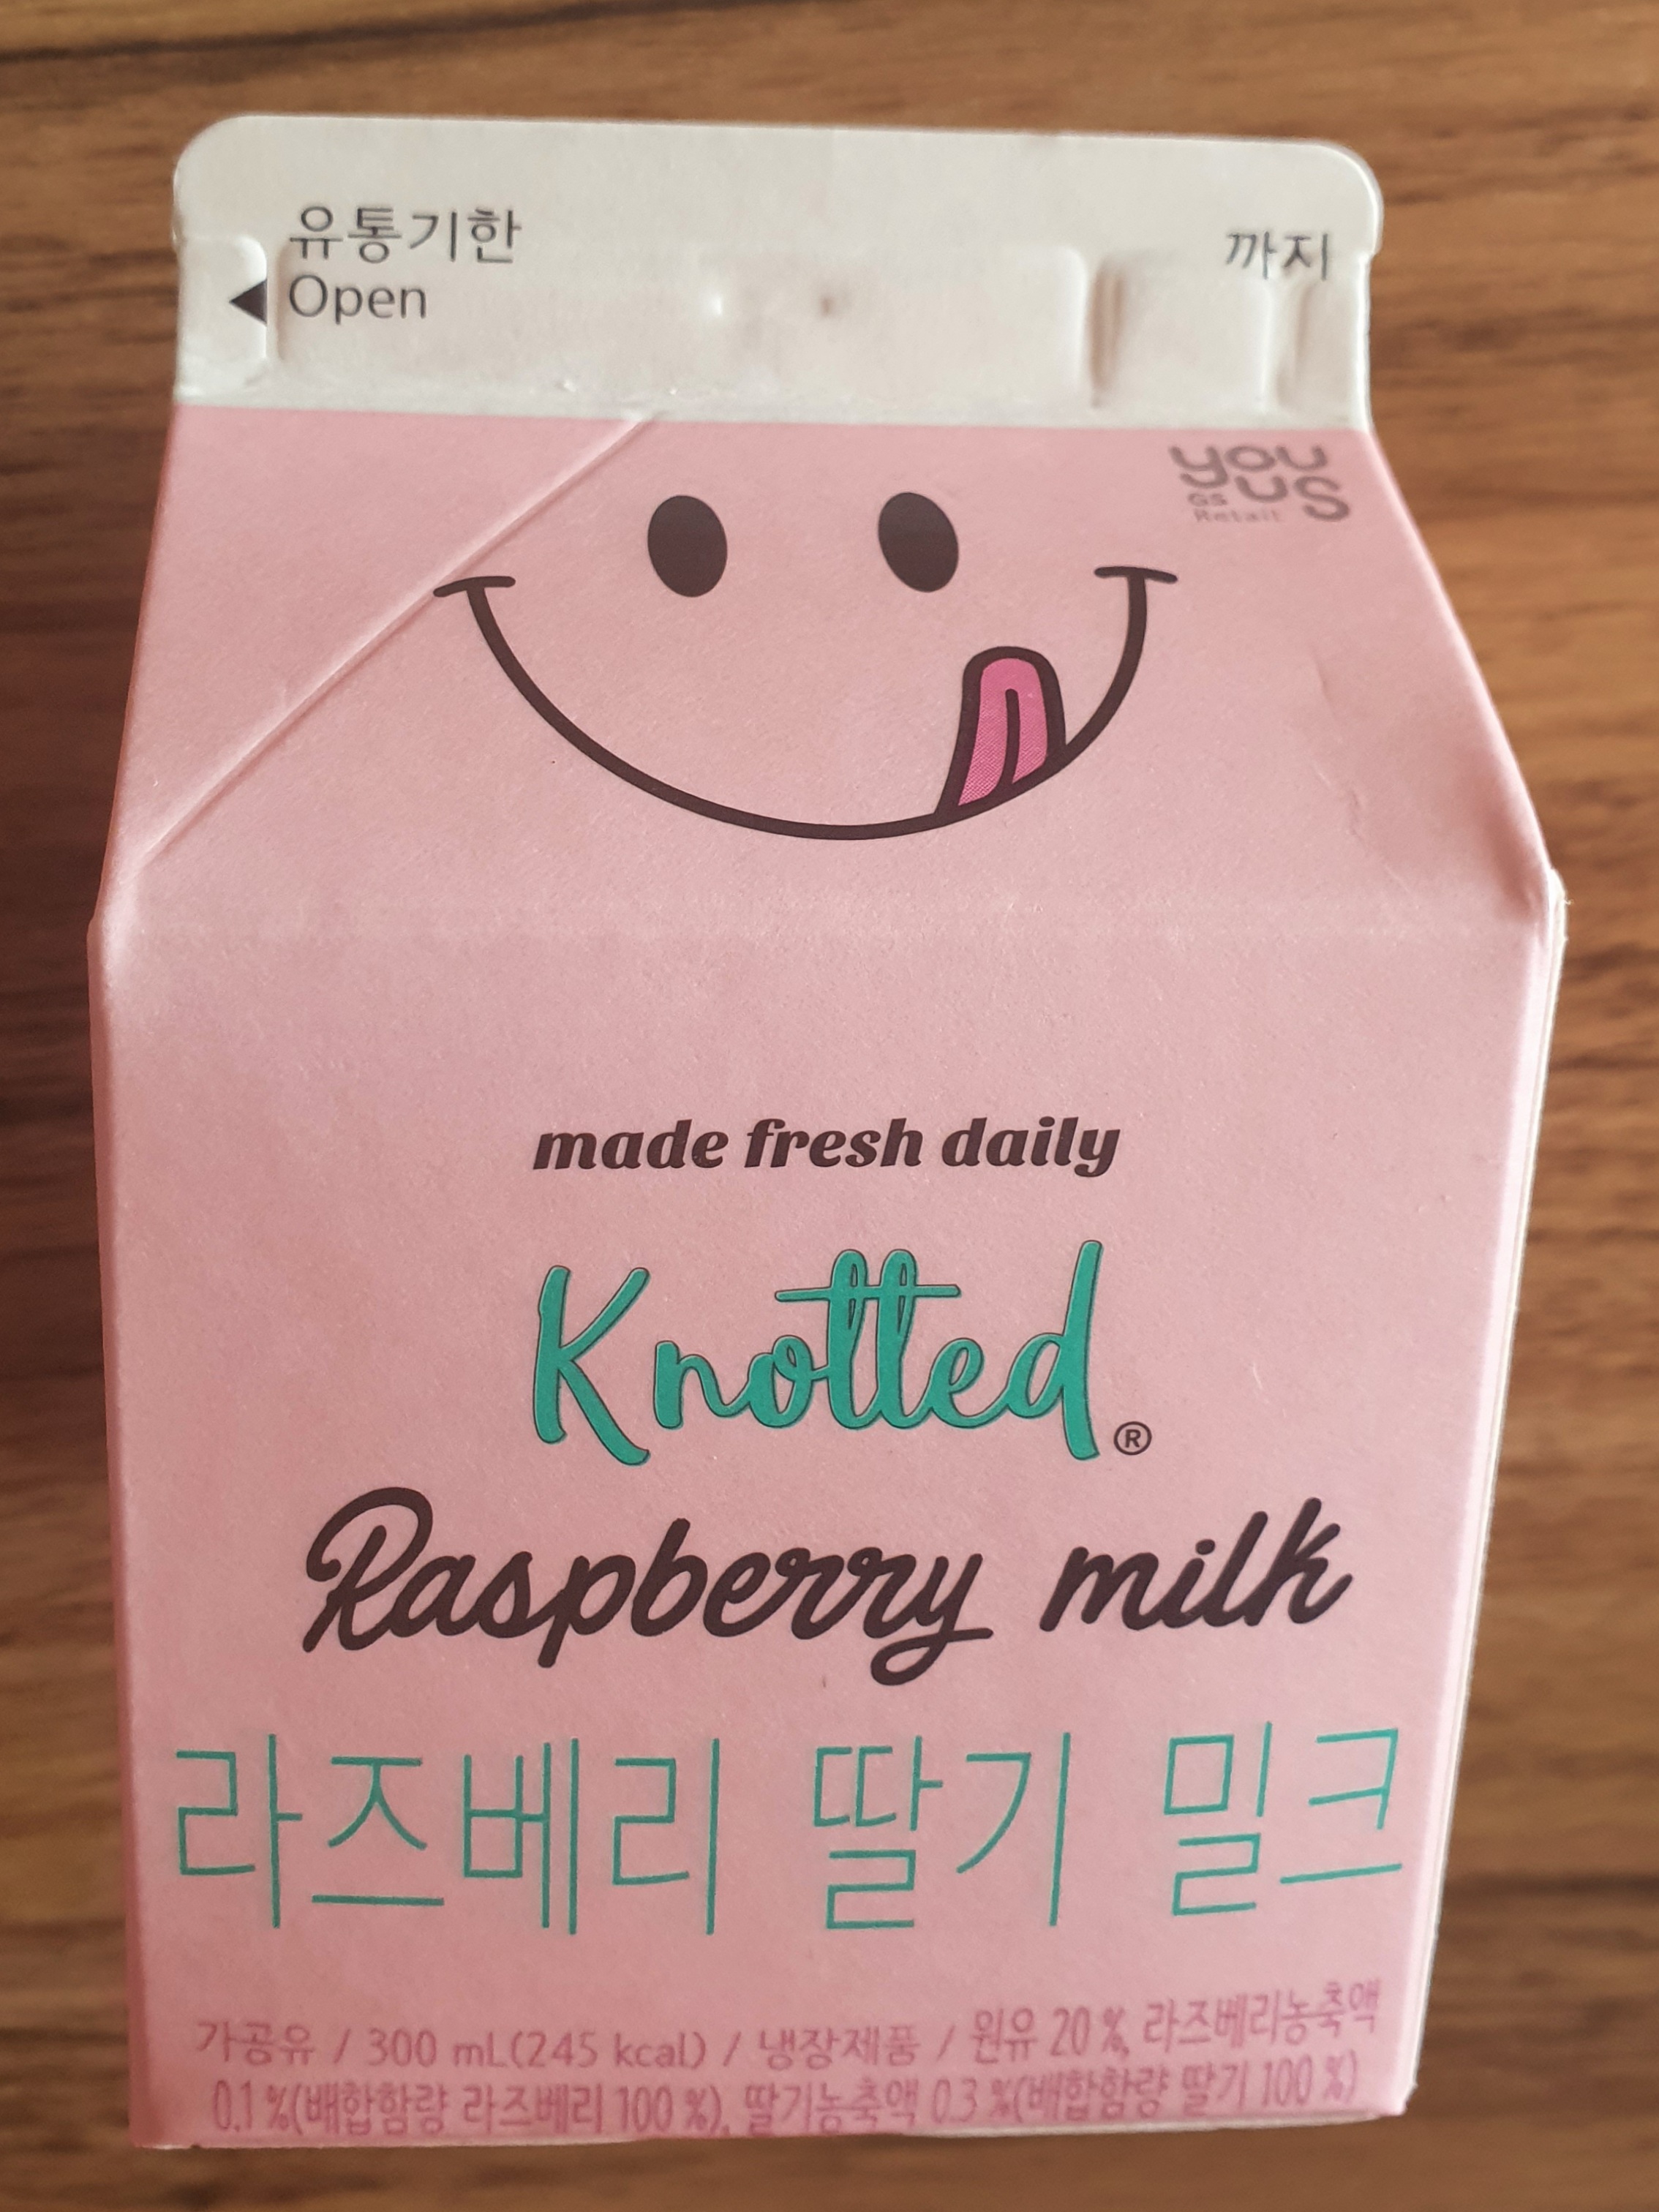 유통기한 까지
Open
you
us
GS
Retail
made fresh daily
Knotted®
Raspberry milk
라즈베리 딸기 밀크
가공유 / 300 mL(245 kcal) / 냉장제품 / 원유 20 %, 라즈베리농축액
0.1 %(배합함량 라즈베리 100 %), 딸기농축액 0.3 %(배합함량 딸기 100 %)